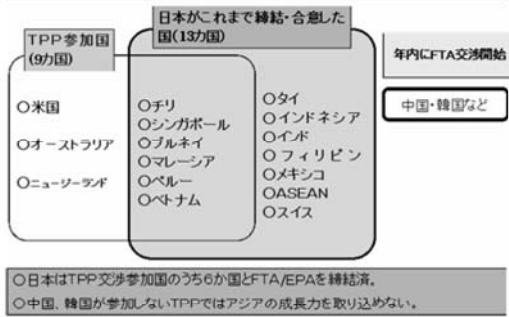 日本がこれまで締結・合意した
国(13カ国)
TPP参加国
(9カ国)
年内にFTA交渉開始
中国・韓国など
○米国
○オーストラリア
○ニュージーランド
○チリ
○シンガポール
○ブルネイ
○マレーシア
○ペルー
○ベトナム
○タイ
○インドネシア
○インド
○フィリピン
○メキシコ
○ASEAN
○スイス
○日本はTPP交渉参加国のうち6か国とFTA/EPAを締結済。
○中国、韓国が参加しないTPPではアジアの成長力を取り込めない。